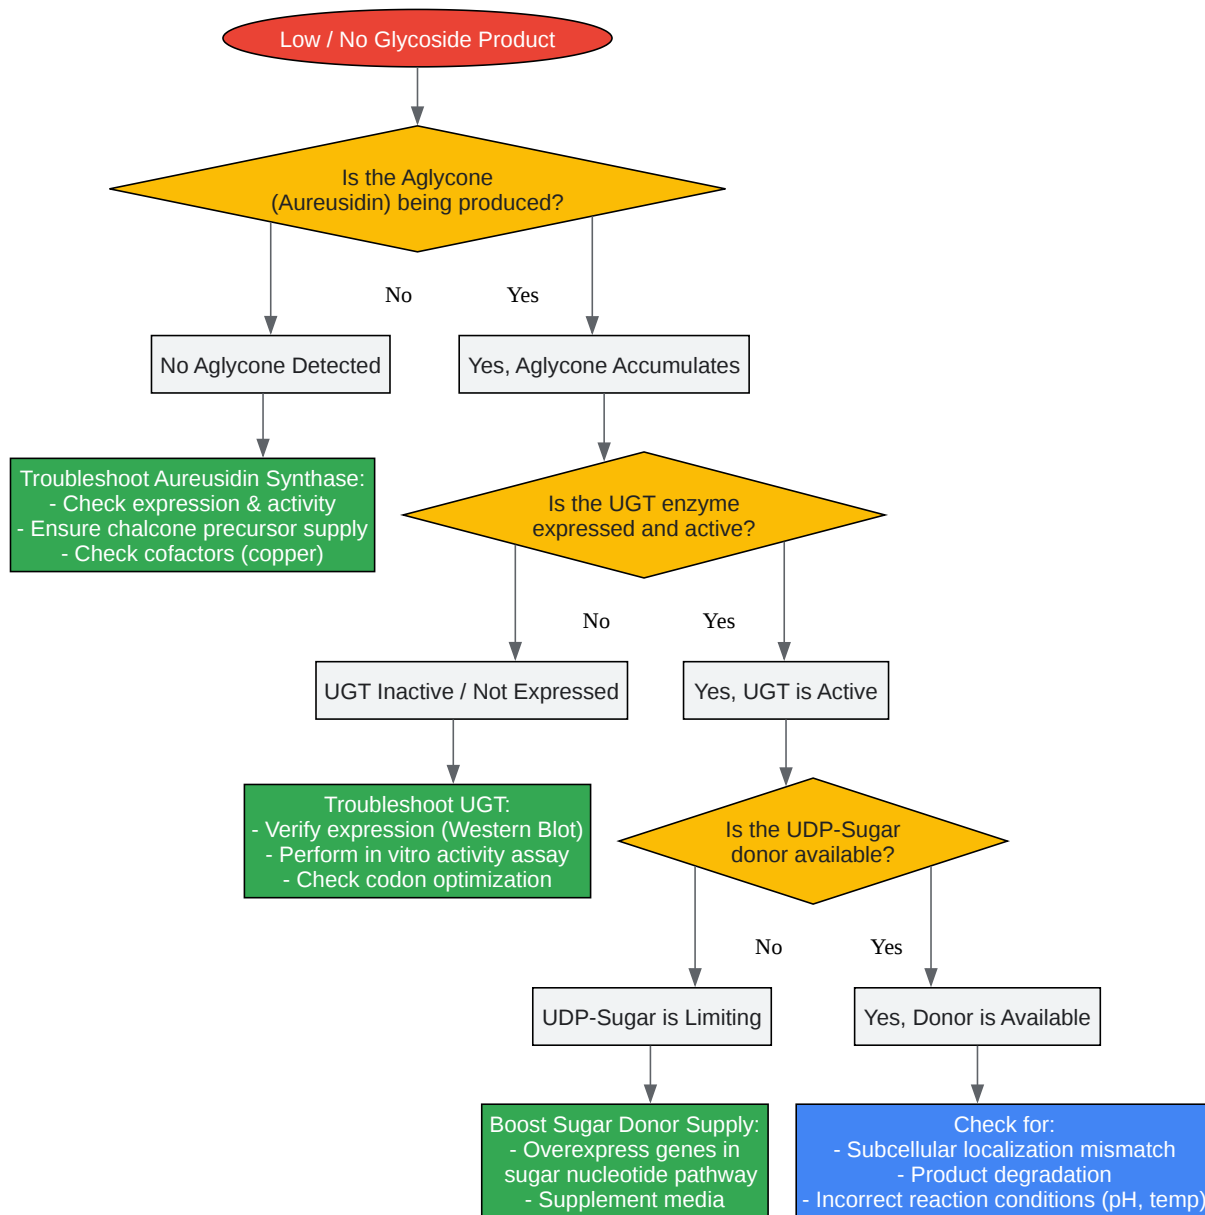 Low / No Glycoside Product
Is the Aglycone
(Aureusidin) being produced?
No
Yes
No Aglycone Detected
Yes, Aglycone Accumulates
Troubleshoot Aureusidin Synthase:
- Check expression & activity
- Ensure chalcone precursor supply
- Check cofactors (copper)
Is the UGT enzyme
expressed and active?
No
Yes
UGT Inactive / Not Expressed
Yes, UGT is Active
Troubleshoot UGT:
- Verify expression (Western Blot)
- Perform in vitro activity assay
- Check codon optimization
Is the UDP-Sugar
donor available?
No
Yes
UDP-Sugar is Limiting
Yes, Donor is Available
Boost Sugar Donor Supply:
- Overexpress genes in
sugar nucleotide pathway
- Supplement media
Check for:
- Subcellular localization mismatch
- Product degradation
- Incorrect reaction conditions (pH, temp)